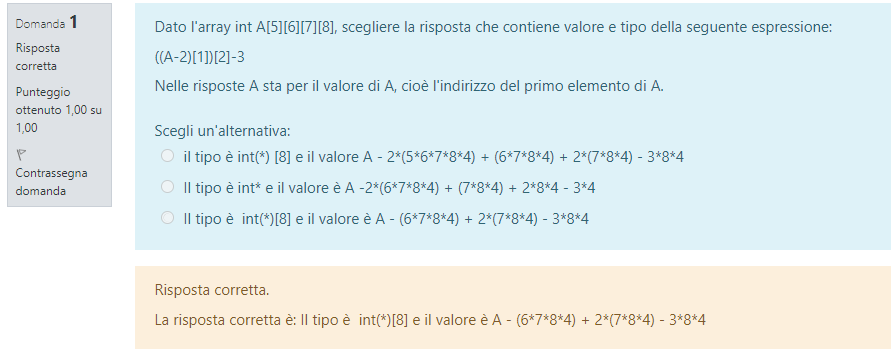 Domanda 1
Risposta
corretta
Punteggio
ottenuto 1,00 su
1,00
Contrassegna
domanda
Dato l'array int A[5][6][7][8], scegliere la risposta che contiene valore e tipo della seguente espressione:
((A-2)[1])[2]-3
Nelle risposte A sta per il valore di A, cioè l'indirizzo del primo elemento di A.
Scegli un'alternativa:
il tipo è int(*) [8] e il valore A - 2*(5*6*7*8*4) + (6*7*8*4) + 2*(7*8*4) - 3*8*4
Il tipo è int* e il valore è A -2*(6*7*8*4) + (7*8*4) + 2*8*4 - 3*4
Il tipo è  int(*)[8] e il valore è A - (6*7*8*4) + 2*(7*8*4) - 3*8*4
Risposta corretta.
La risposta corretta è: Il tipo è  int(*)[8] e il valore è A - (6*7*8*4) + 2*(7*8*4) - 3*8*4